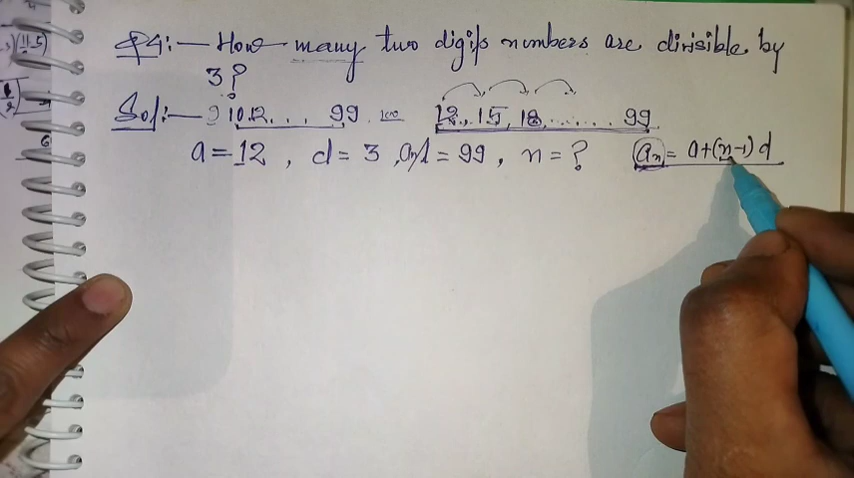 Q4:— How many two digits numbers are divisible by
3?
Sol:— 9 10 12... 99 100 12, 15, 18, ....... 99
a = 12, d = 3, an/l = 99, n = ? an = a+(n-1)d